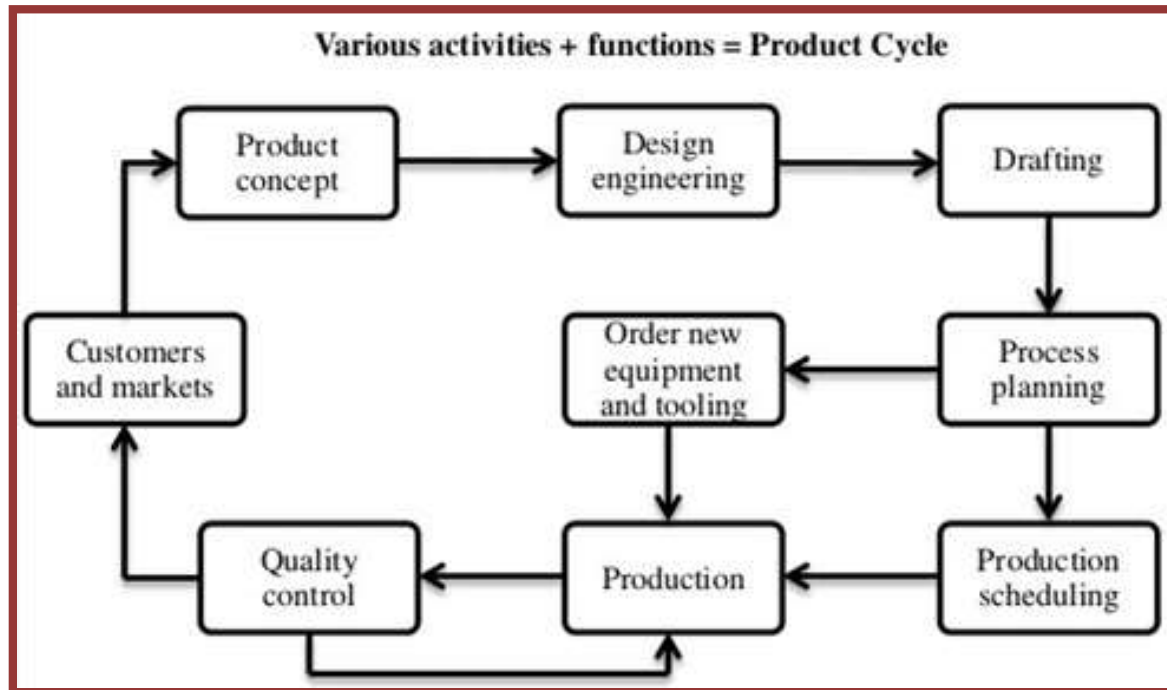 Various activities + functions = Product Cycle
Product
concept
Design
engineering
Drafting
Customers
and markets
Order new
equipment
and tooling
Process
planning
Quality
control
Production
Production
scheduling